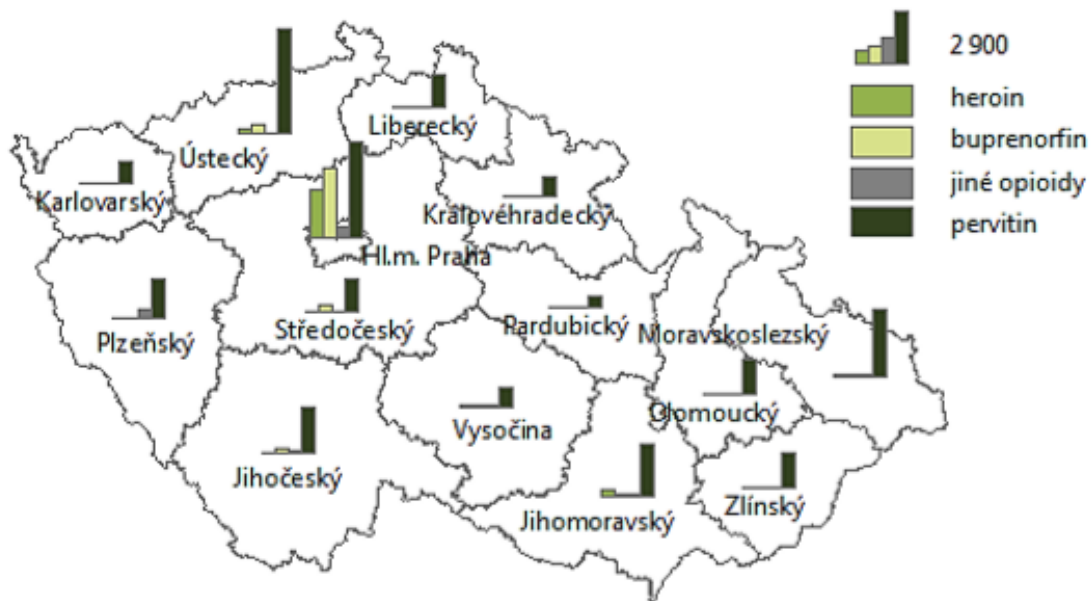 2 900
heroin
buprenorfin
jiné opioidy
pervitin
Liberecký
Ústecký
Karlovarský
Královéhradecký
Hl.m. Praha
Plzeňský
Středočeský
Pardubický
Moravskoslezský
Olomoucký
Vysočina
Jihočeský
Zlínský
Jihomoravský